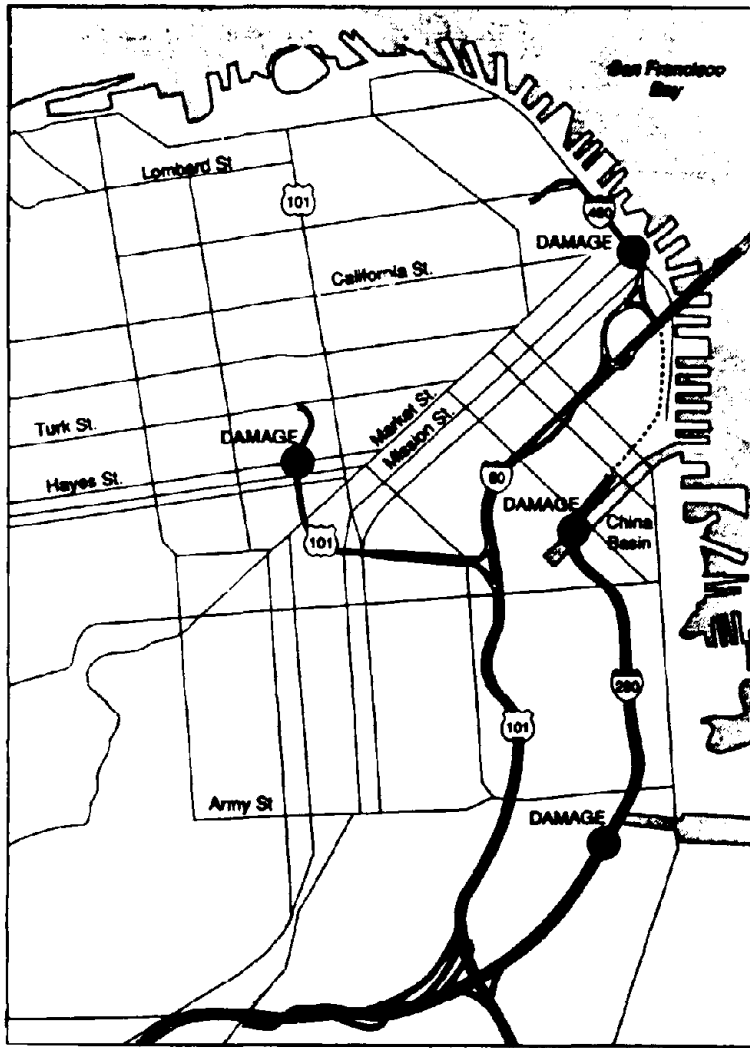 San Francisco
Bay
Lombard St
101
480
DAMAGE
California St.
Turk St.
Market St.
Mission St.
DAMAGE
Hayes St.
80
DAMAGE
China
Basin
101
280
101
Army St
DAMAGE